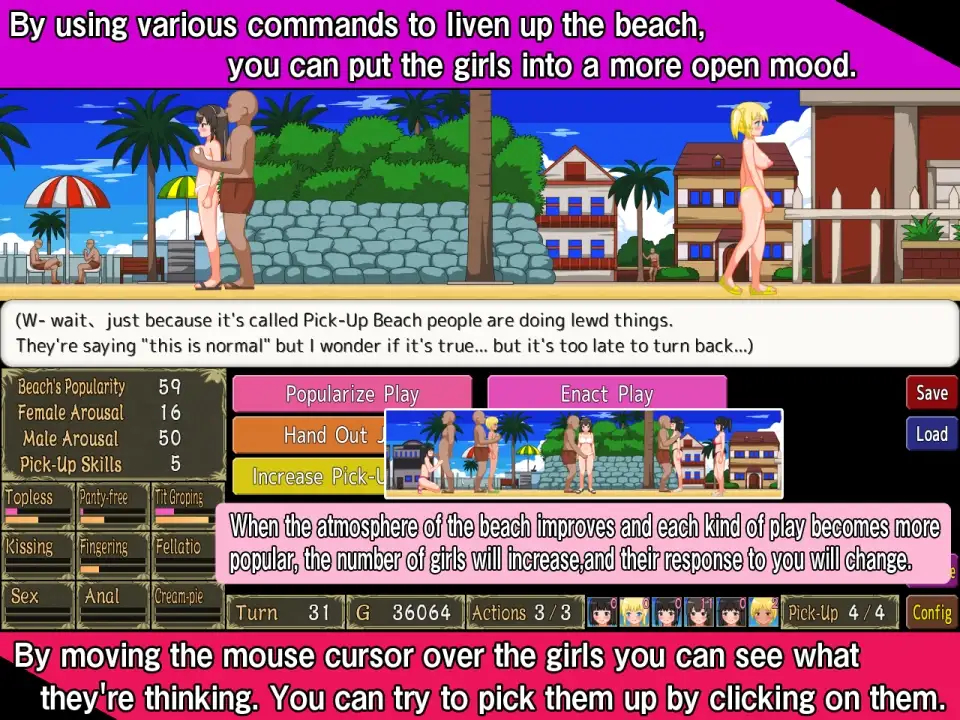 By using various commands to liven up the beach,
you can put the girls into a more open mood.
(W- wait、just because it's called Pick-Up Beach people are doing lewd things.
They're saying "this is normal" but I wonder if it's true... but it's too late to turn back...)
Beach's Popularity 59
Female Arousal 16
Male Arousal 50
Pick-Up Skills 5
Popularize Play
Enact Play
Save
Hand Out
Load
Increase Pick-U
Topless Panty-free Tit Groping
Kissing Fingering Fellatio
Sex Anal Cream-pie
When the atmosphere of the beach improves and each kind of play becomes more
popular, the number of girls will increase,and their response to you will change.
Turn 31 G 36064 Actions 3/3 Pick-Up 4/4 Config
By moving the mouse cursor over the girls you can see what
they're thinking. You can try to pick them up by clicking on them.